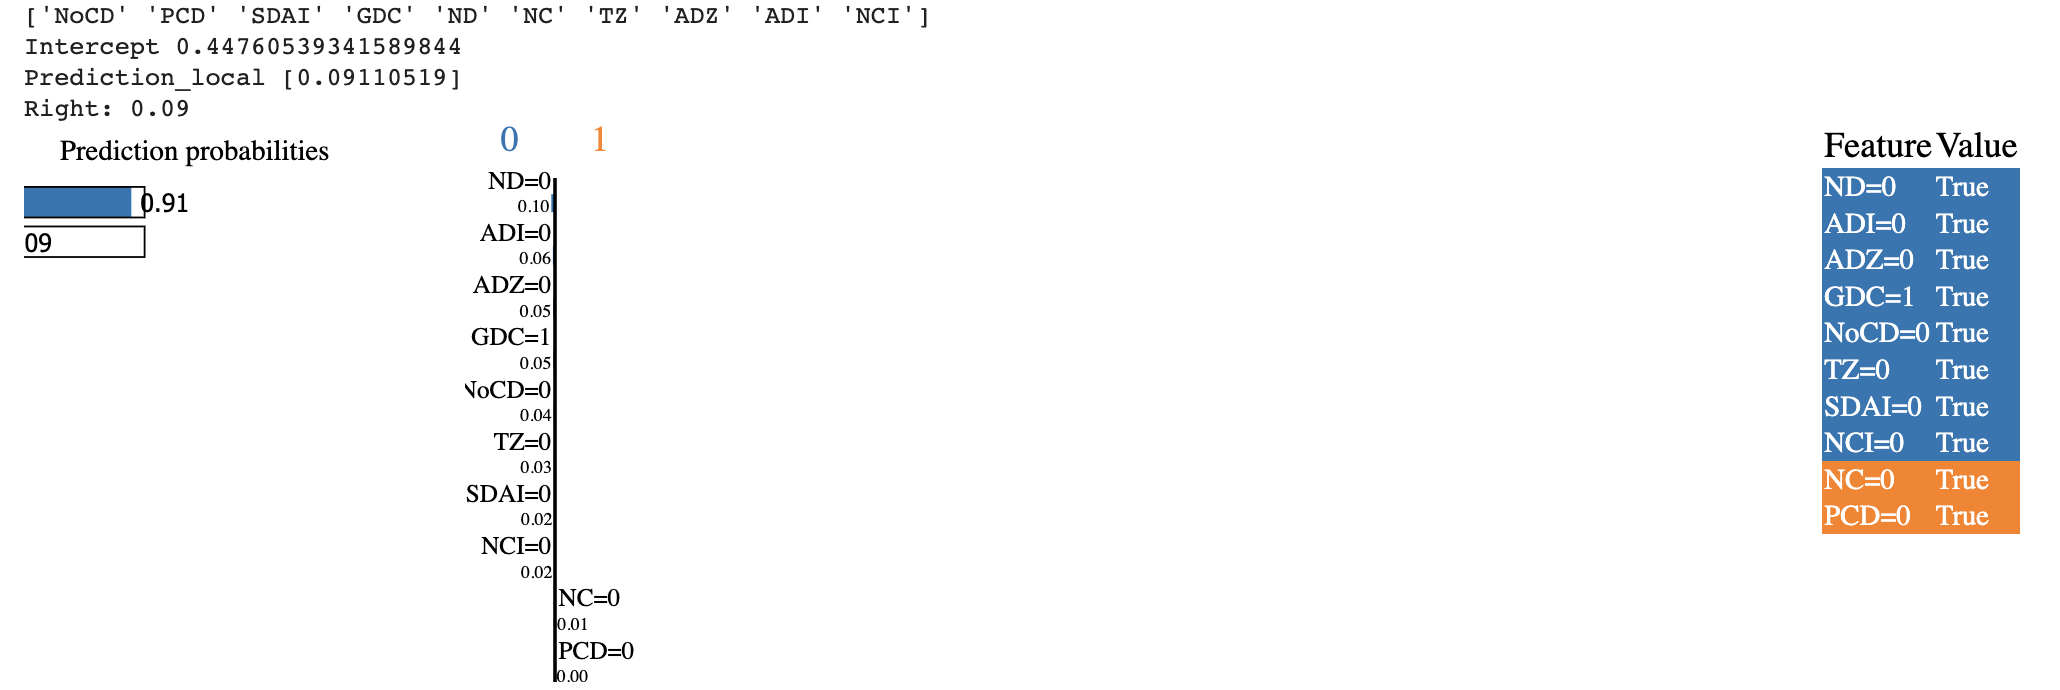 ['NoCD' 'PCD' 'SDAI' 'GDC' 'ND' 'NC' 'TZ' 'ADZ' 'ADI' 'NCI']
Intercept 0.44760539341589844
Prediction_local [0.09110519]
Right: 0.09
Prediction probabilities
0.91
09
0 1
ND=0
0.10
ADI=0
0.06
ADZ=0
0.05
GDC=1
0.05
NoCD=0
0.04
TZ=0
0.03
SDAI=0
0.02
NCI=0
0.02
NC=0
0.01
PCD=0
0.00
Feature Value
ND=0 True
ADI=0 True
ADZ=0 True
GDC=1 True
NoCD=0 True
TZ=0 True
SDAI=0 True
NCI=0 True
NC=0 True
PCD=0 True